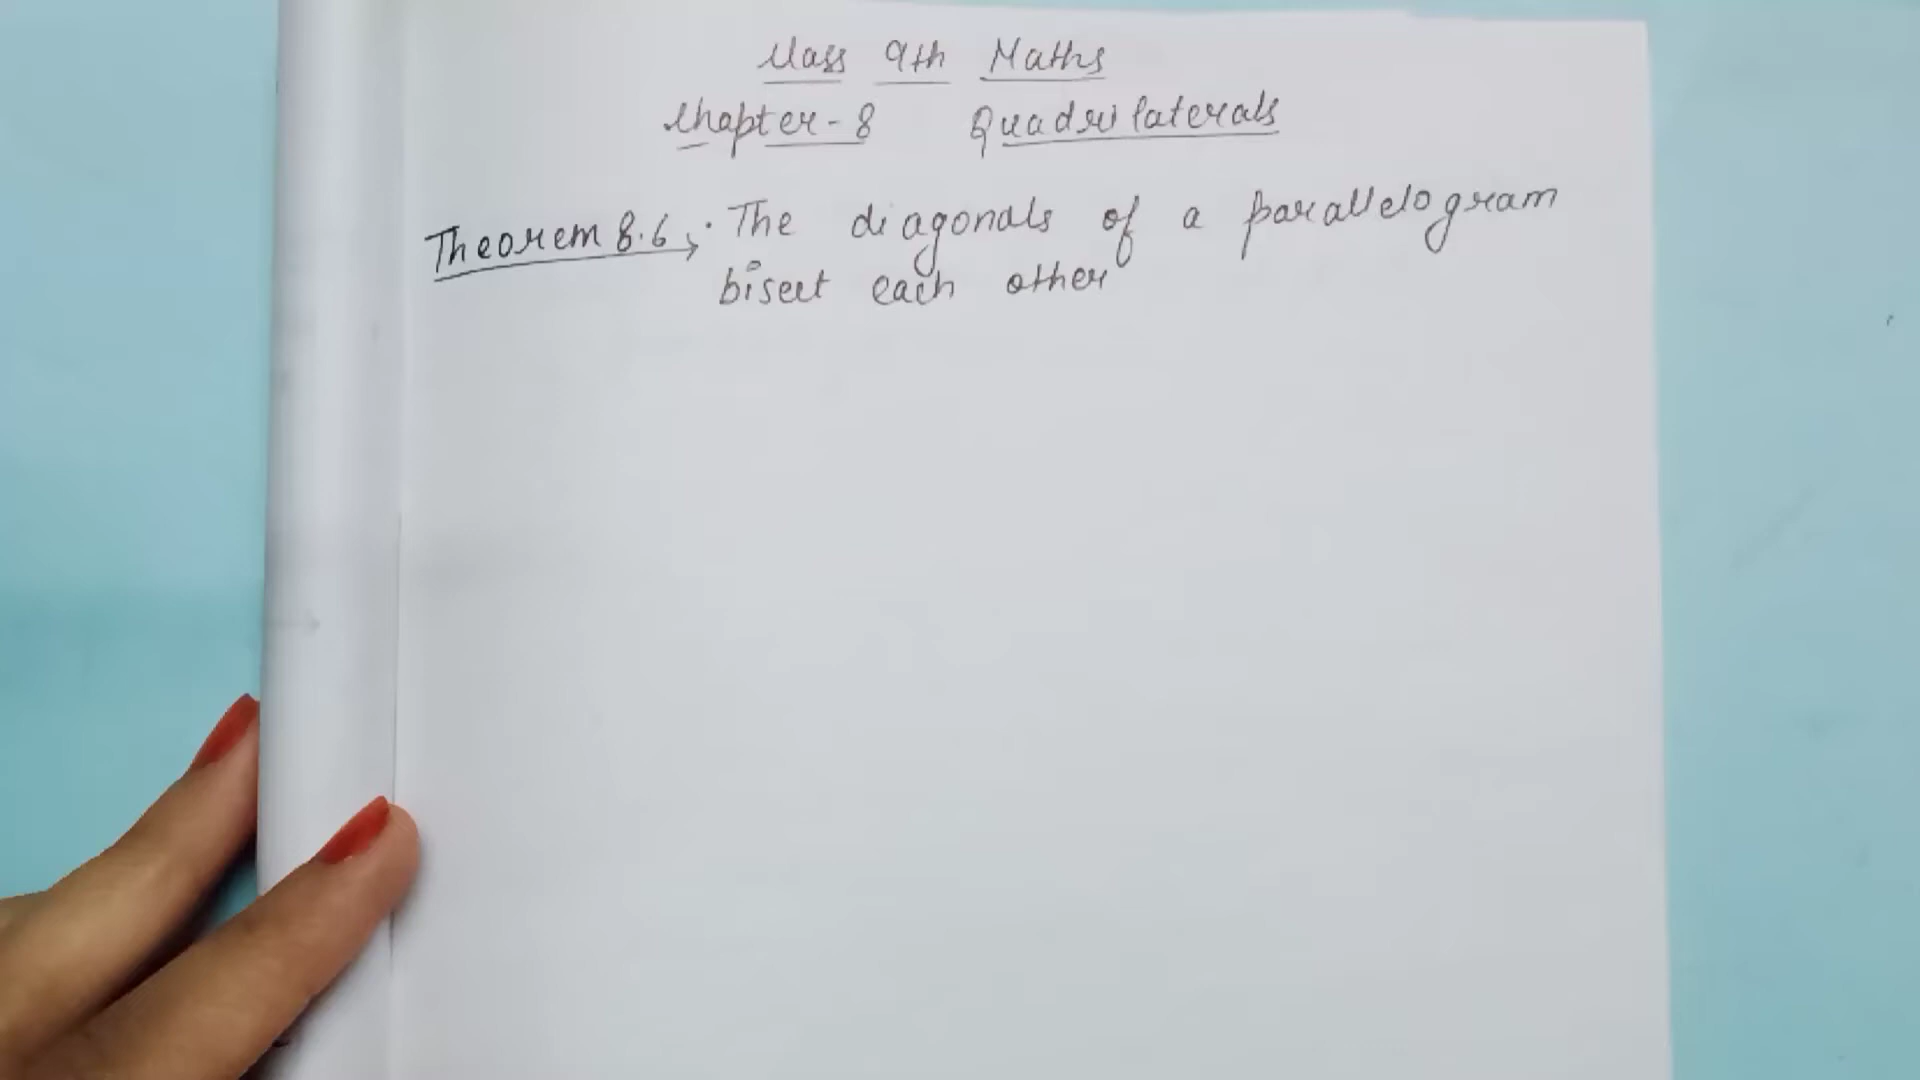 Class 9th Maths
Chapter-8 Quadrilaterals
Theorem 8.6 → The diagonals of a parallelogram
bisect each other